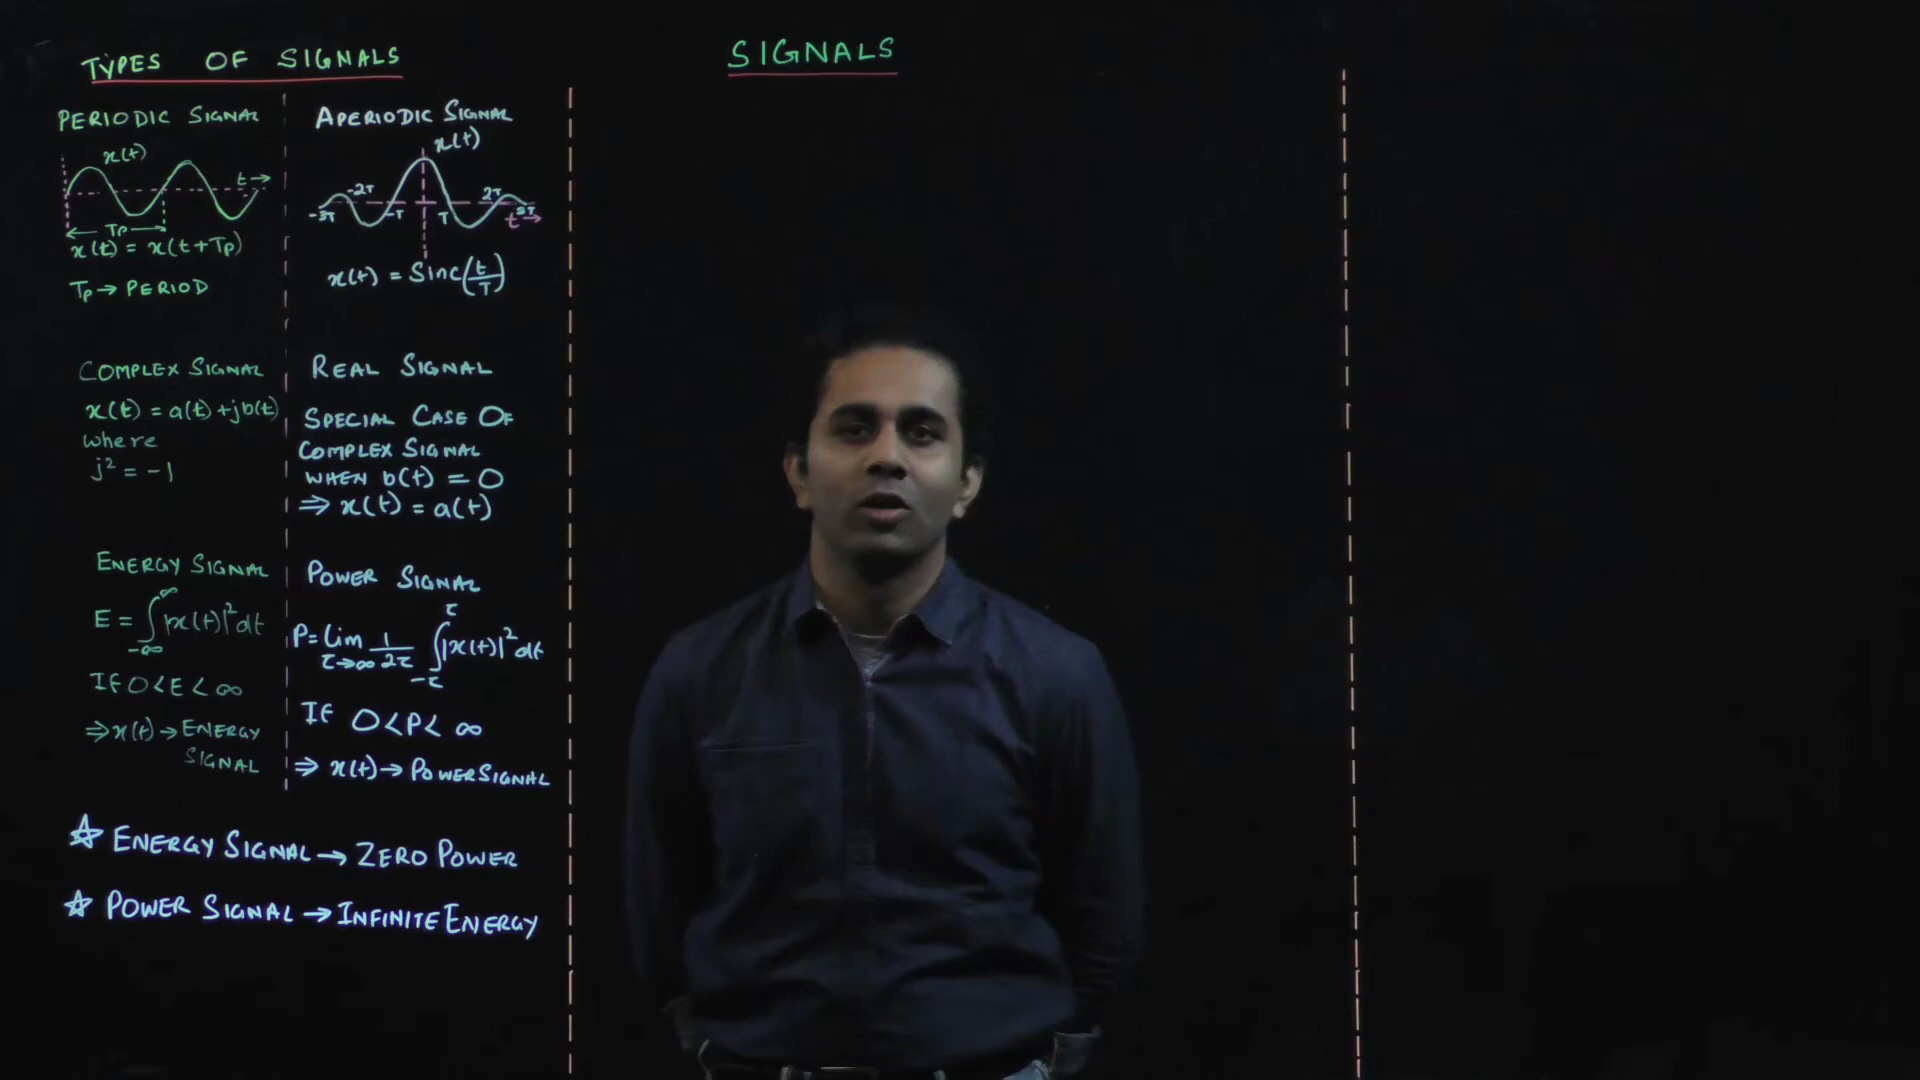 TYPES OF SIGNALS
SIGNALS
PERIODIC SIGNAL
x(t)
t→
Tp
x(t) = x(t+Tp)
Tp → PERIOD
APERIODIC SIGNAL
x(t)
-3T -2T -T T 2T 3T
t→
x(t) = Sinc(t/T)
COMPLEX SIGNAL
x(t) = a(t) + jb(t)
where
j² = -1
REAL SIGNAL
SPECIAL CASE OF
COMPLEX SIGNAL
WHEN b(t) = 0
⇒ x(t) = a(t)
ENERGY SIGNAL
E = ∫_{-∞}^{∞} |x(t)|² dt
IF 0 < E < ∞
⇒ x(t) → ENERGY
SIGNAL
POWER SIGNAL
P = Lim_{τ→∞} 1/2τ ∫_{-τ}^{τ} |x(t)|² dt
IF 0 < P < ∞
⇒ x(t) → POWER SIGNAL
☆ ENERGY SIGNAL → ZERO POWER
☆ POWER SIGNAL → INFINITE ENERGY